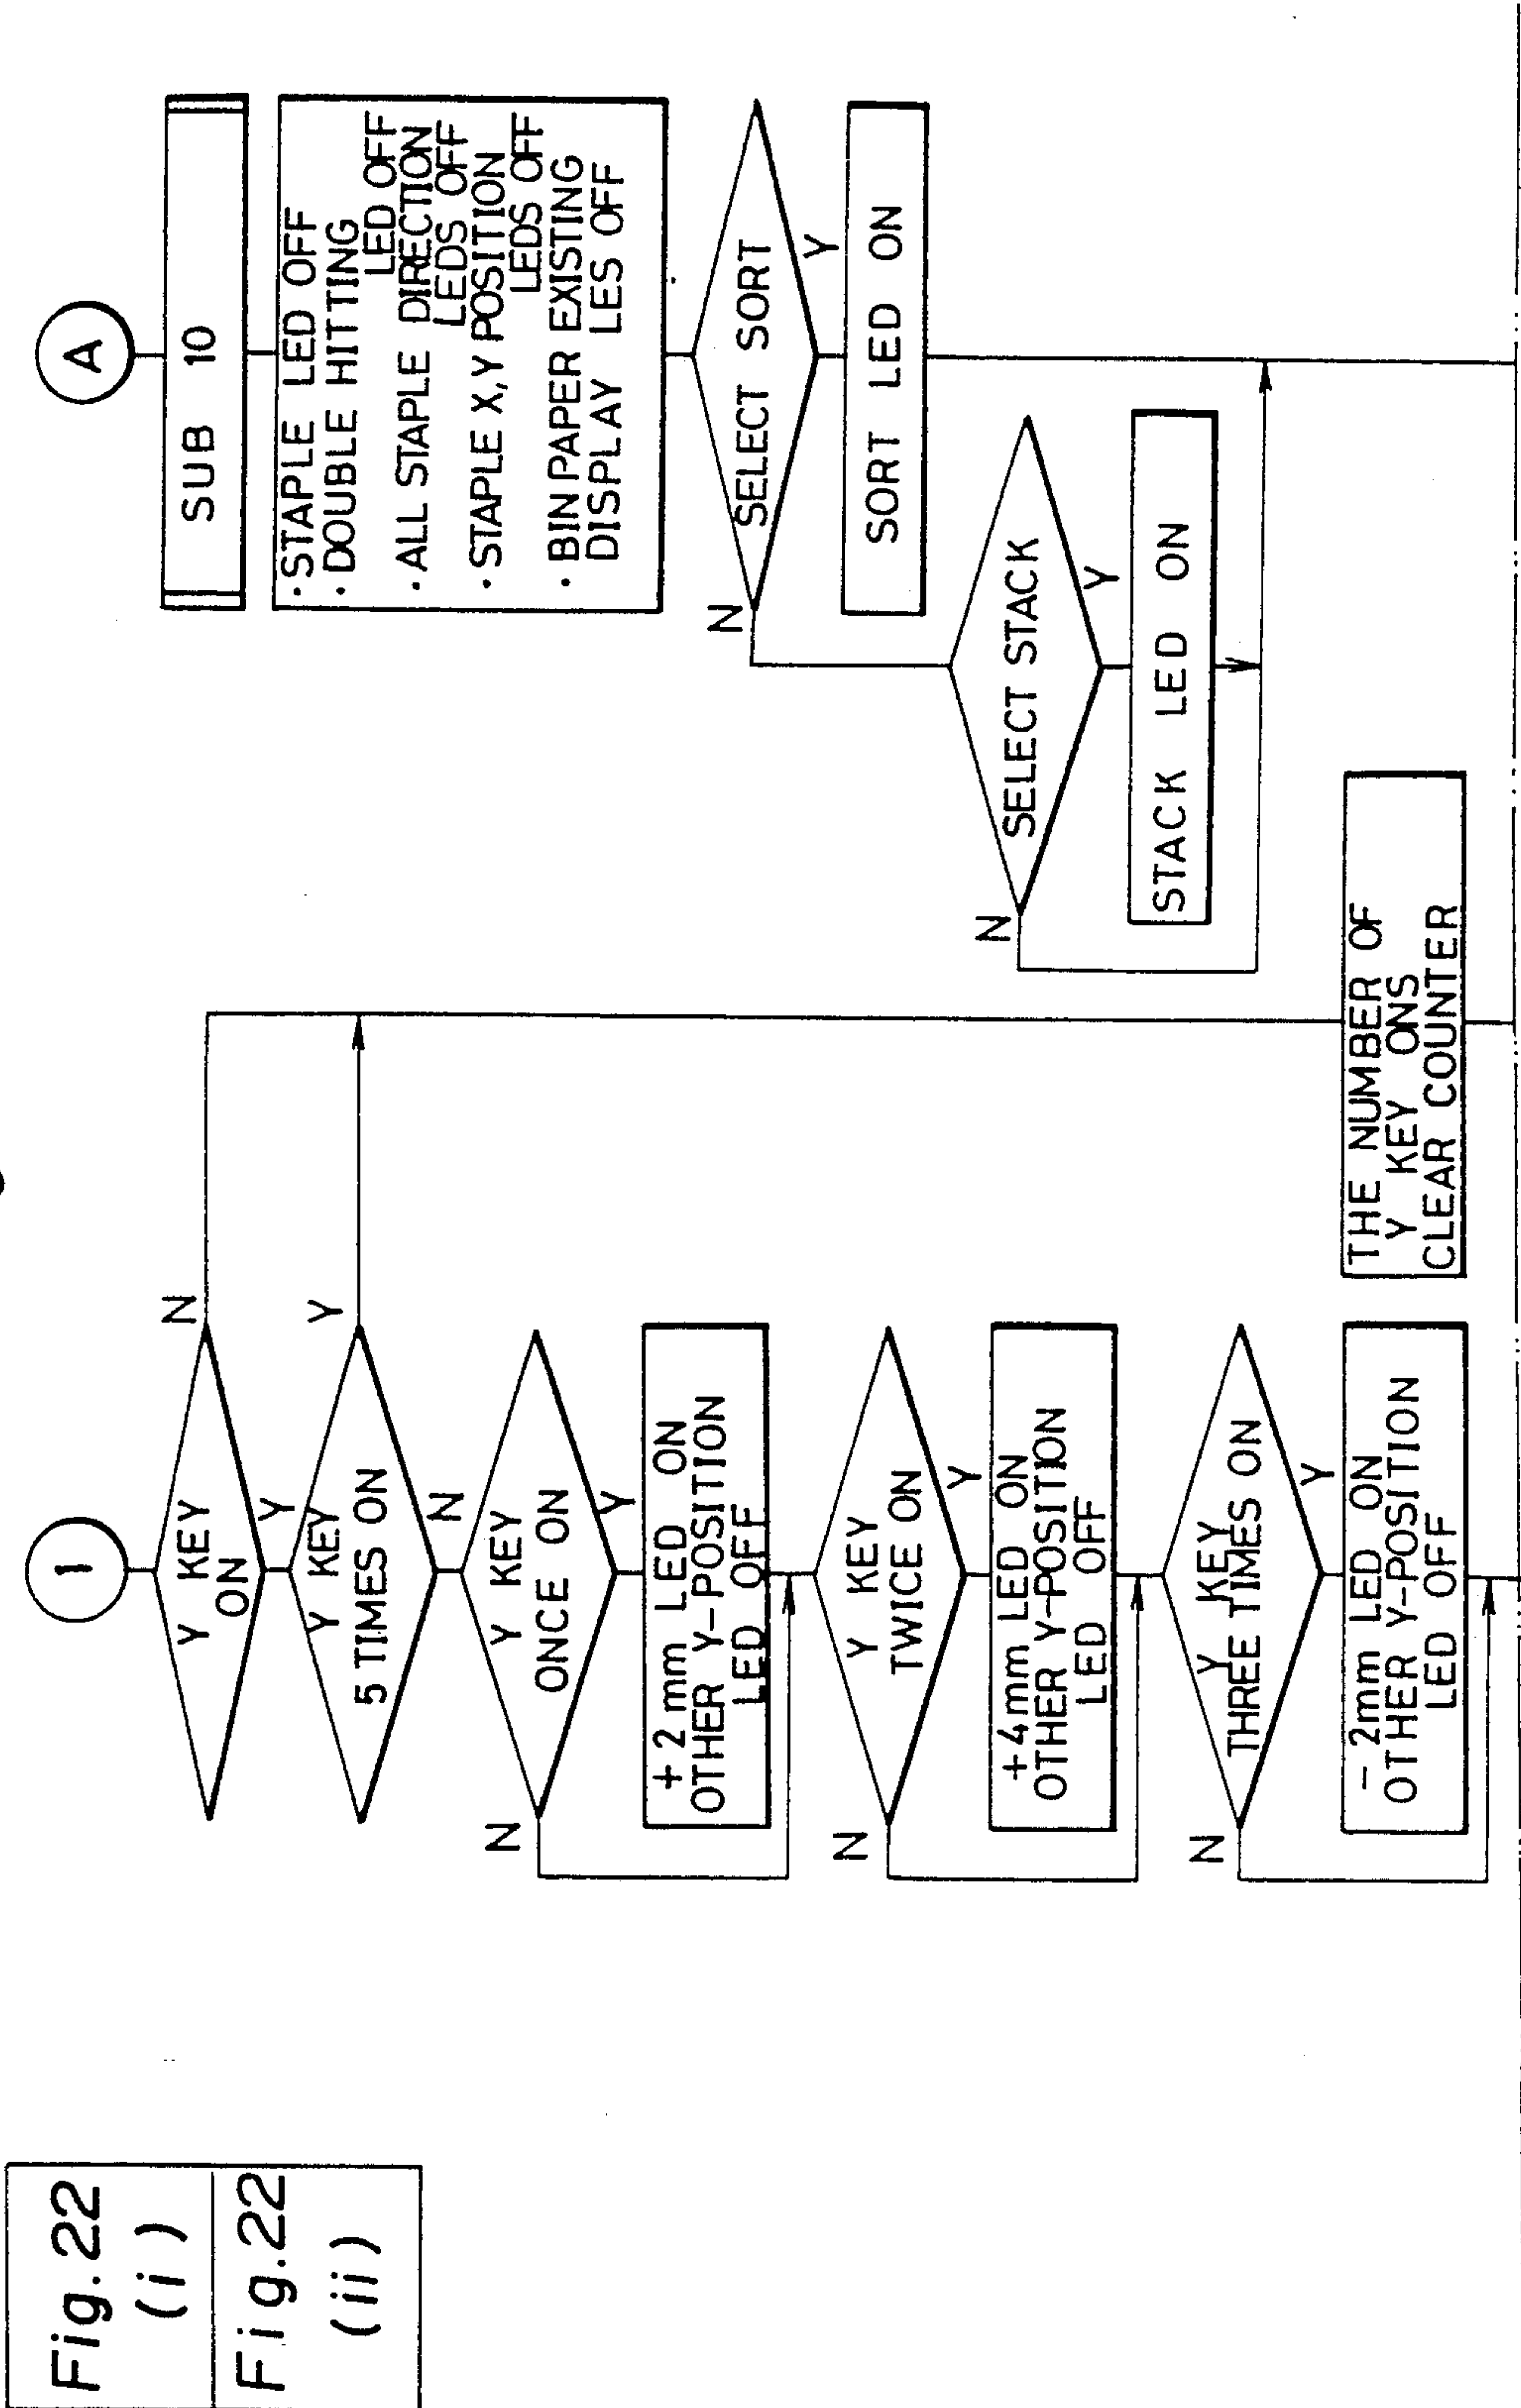 Fig.22
(i)
Fig.22
(ii)
1
Y KEY
ON
N
Y
Y KEY
5 TIMES ON
Y
N
Y KEY
ONCE ON
N
Y
+2mm LED ON
OTHER Y-POSITION
LED OFF
Y KEY
TWICE ON
N
Y
+4mm LED ON
OTHER Y-POSITION
LED OFF
Y KEY
THREE TIMES ON
N
Y
-2mm LED ON
OTHER Y-POSITION
LED OFF
THE NUMBER OF
Y KEY ONS
CLEAR COUNTER
A
SUB 10
·STAPLE LED OFF
·DOUBLE HITTING
LED OFF
·ALL STAPLE DIRECTION
LEDS OFF
·STAPLE X,Y POSITION
LEDS OFF
·BIN PAPER EXISTING
DISPLAY LES OFF
SELECT SORT
N
Y
SORT LED ON
SELECT STACK
N
Y
STACK LED ON